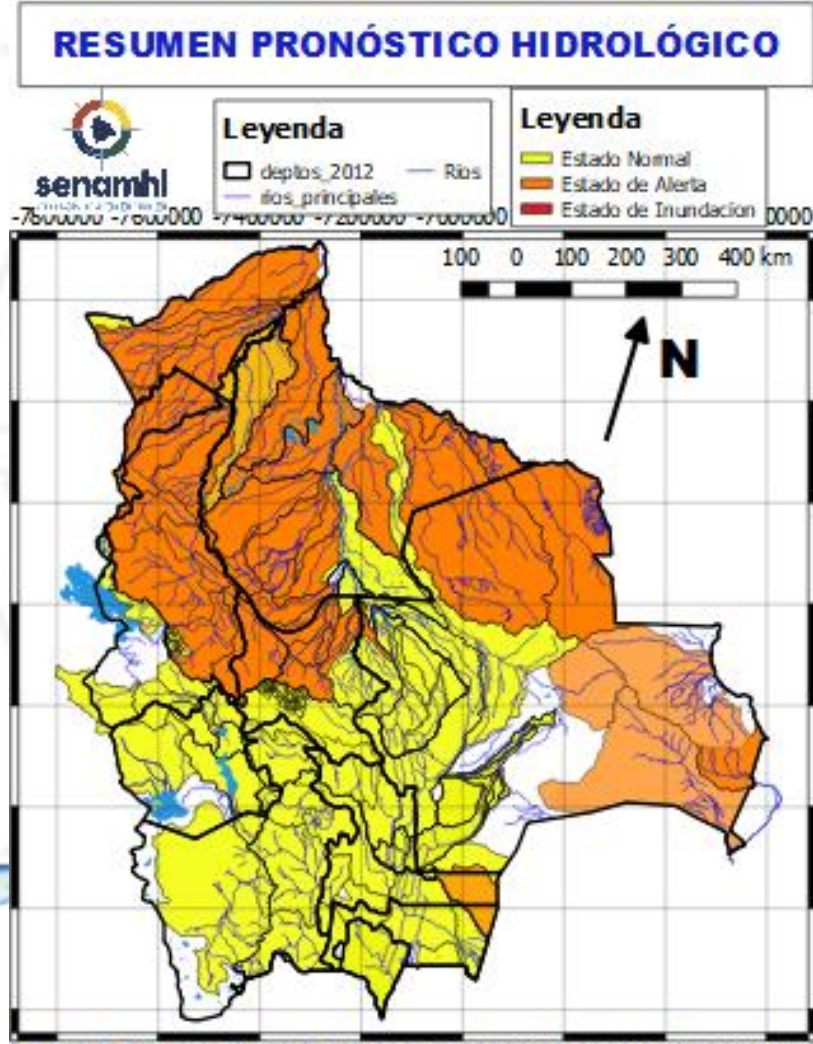 RESUMEN PRONÓSTICO HIDROLÓGICO
senamhi
Leyenda
deptos_2012
Rios
rios_principales
Leyenda
Estado Normal
Estado de Alerta
Estado de Inundacion
-7600000 -7400000 -7200000 -7000000
100 0 100 200 300 400 km
N